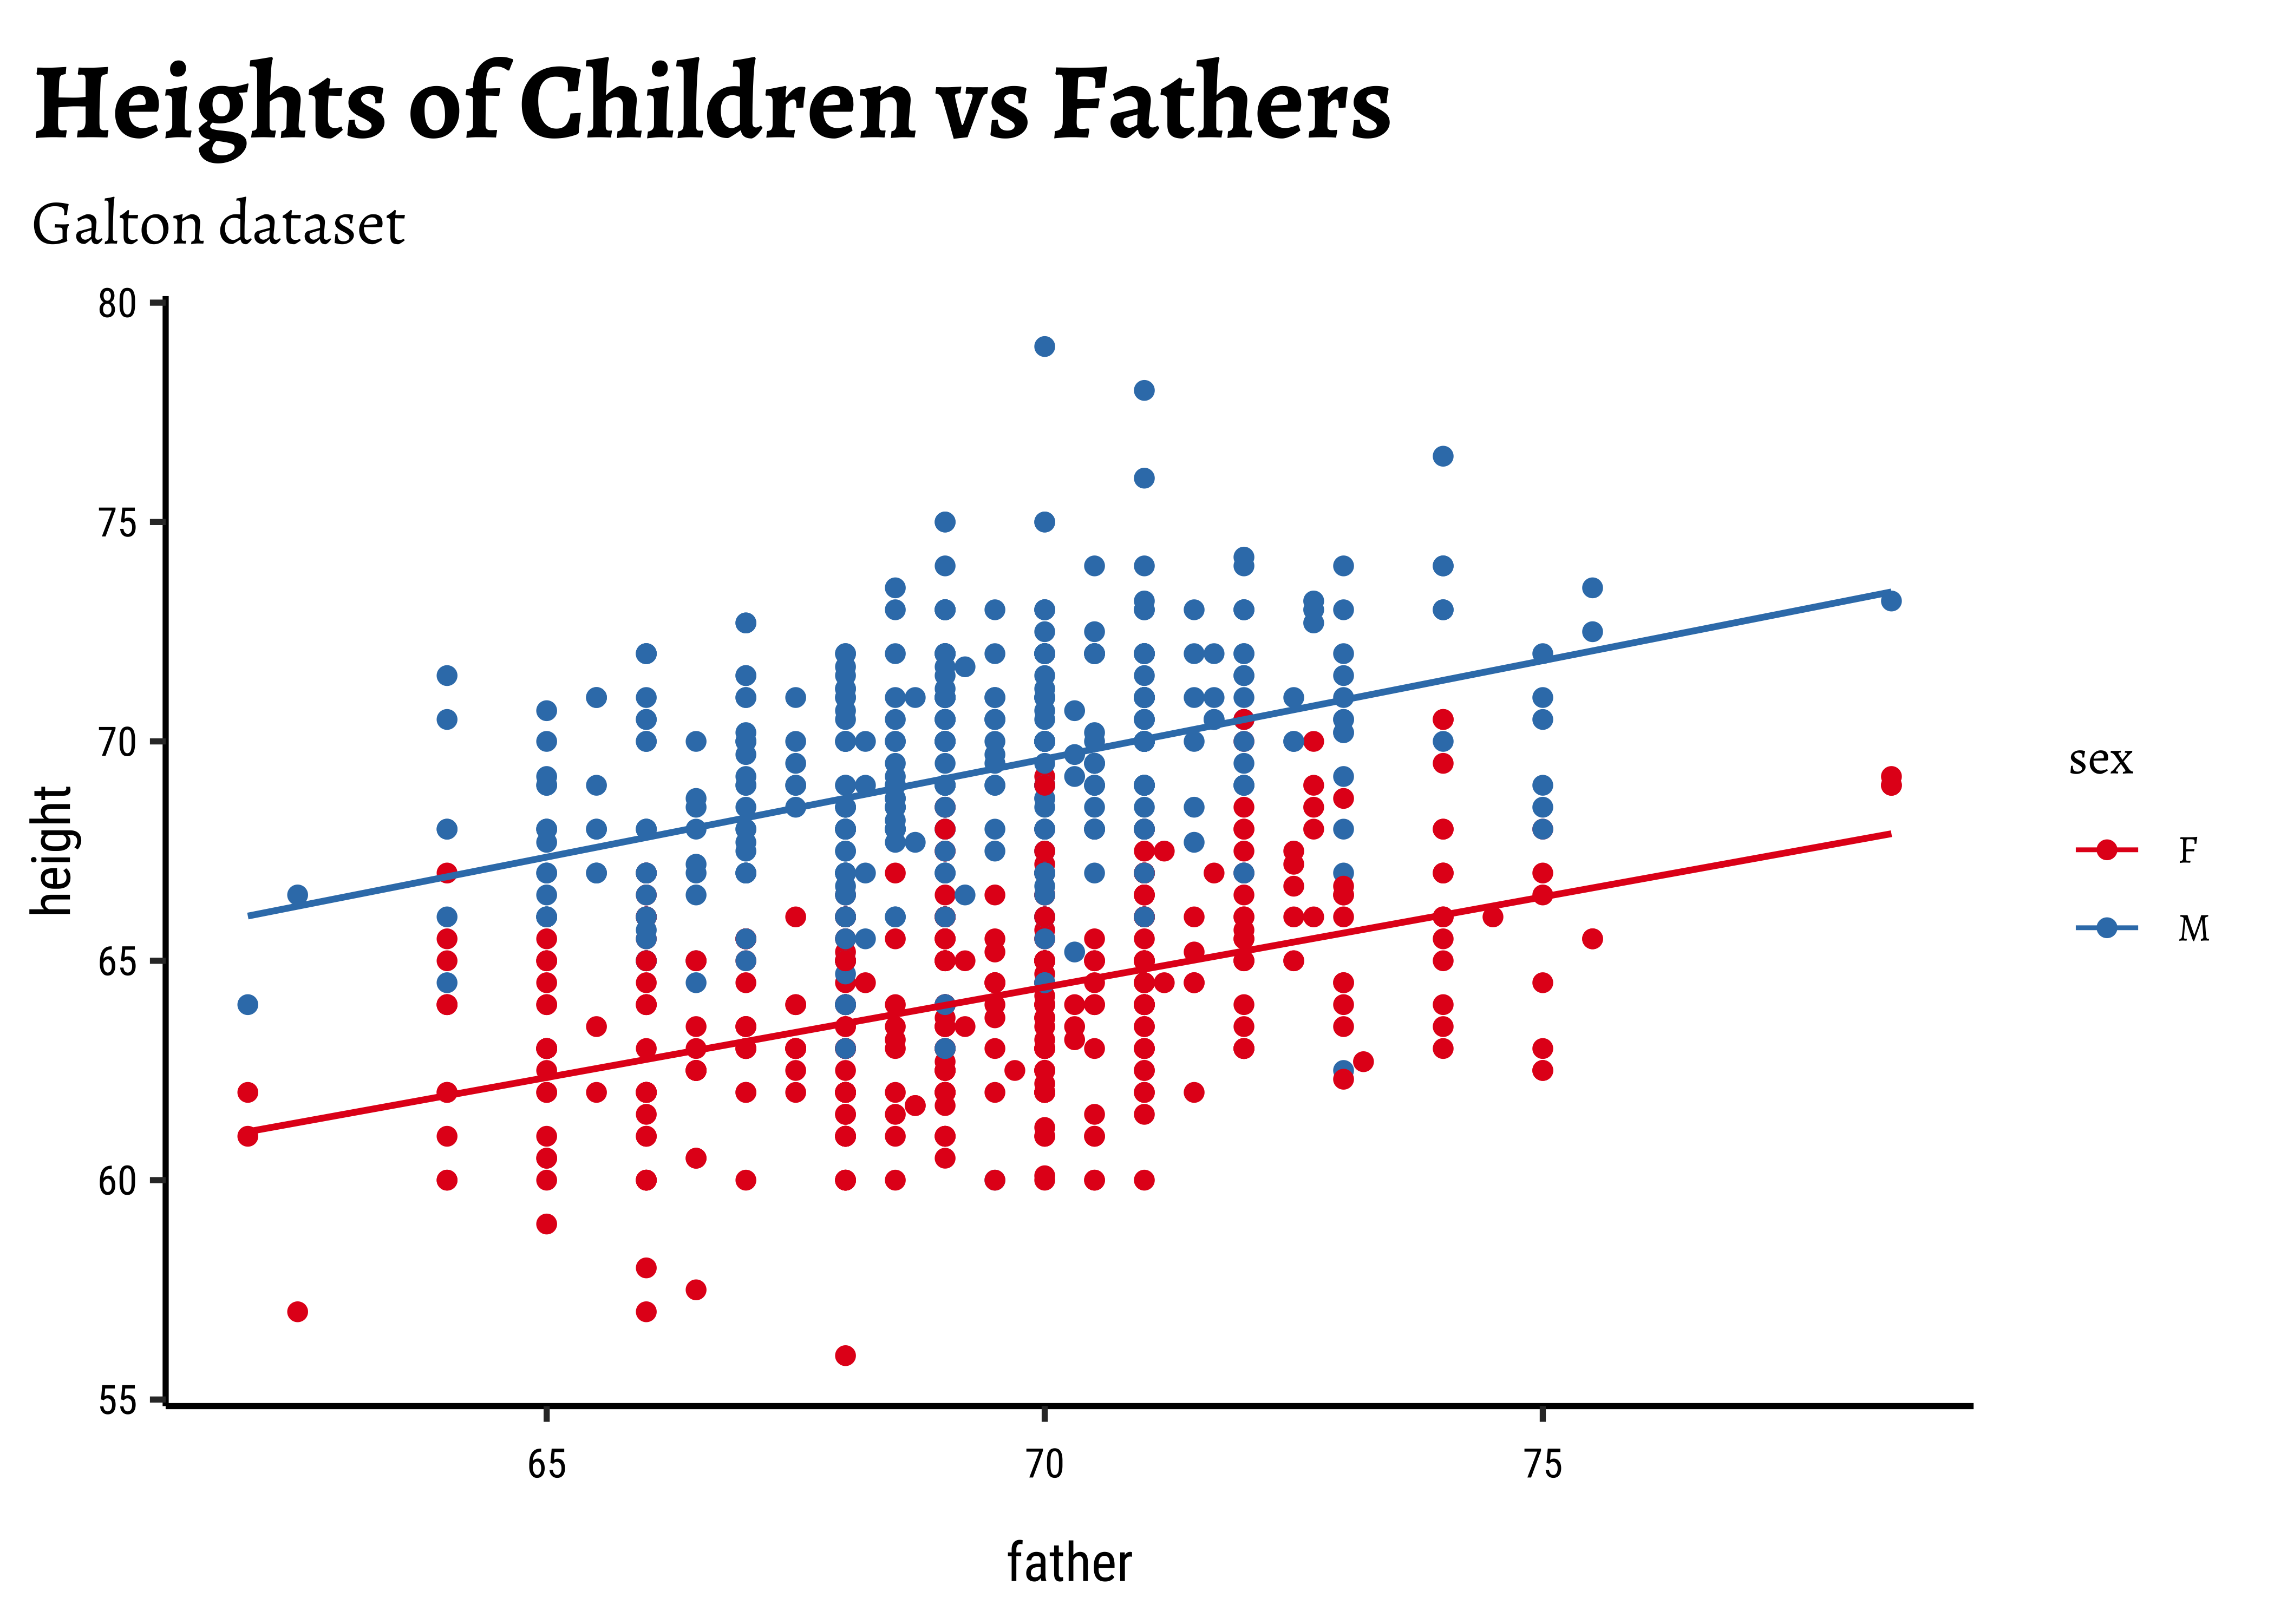 Heights of Children vs Fathers
Galton dataset
80
75
70
65
60
55
height
65
70
75
father
sex
F
M